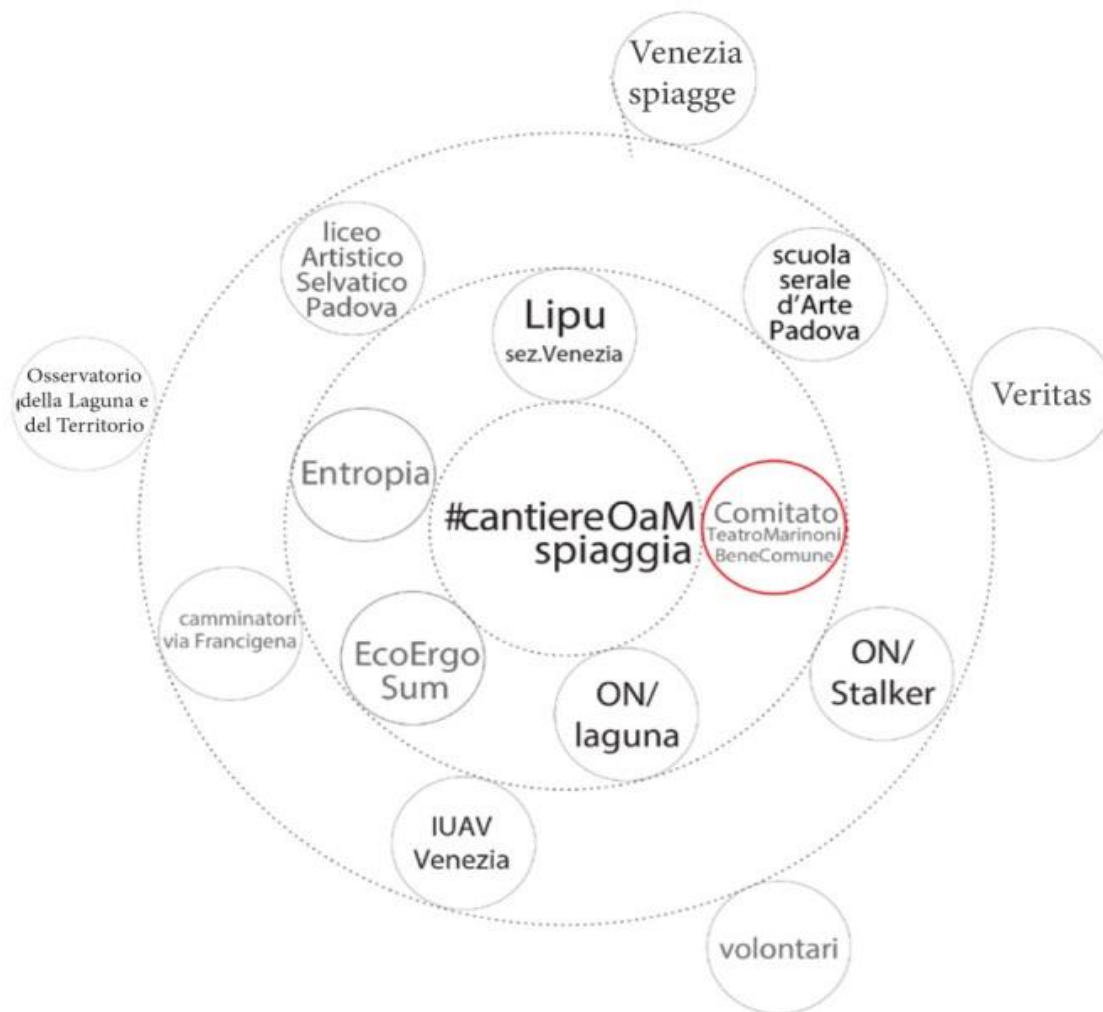 Venezia
spiagge
liceo
Artistico
Selvatico
Padova
scuola
serale
d'Arte
Padova
Lipu
sez.Venezia
Osservatorio
della Laguna e
del Territorio
Veritas
Entropia
#cantiereOaM
spiaggia
Comitato
TeatroMarinoni
BeneComune
camminatori
via Francigena
EcoErgo
Sum
ON/
laguna
ON/
Stalker
IUAV
Venezia
volontari